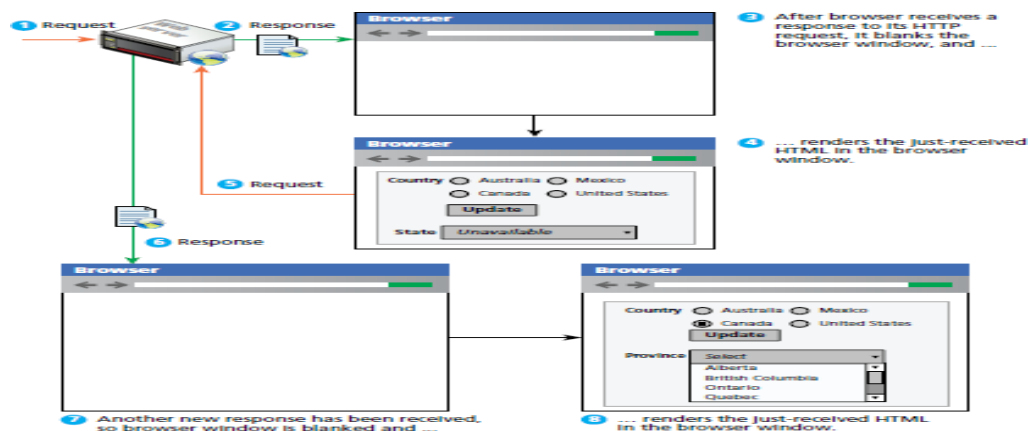 1 Request
2 Response
Web server
Browser
3 After browser receives a
response to its HTTP
request, it blanks the
browser window, and ...
Browser
4 ... renders the just-received
HTML in the browser
window.
Country Australia Mexico
Canada United States
Update
State Unavailable
5 Request
6 Response
Browser
Browser
Country Australia Mexico
Canada United States
Update
Province Select
Alberta
British Columbia
Ontario
Quebec
7 Another new response has been received,
so browser window is blanked and ...
8 ... renders the just-received HTML
in the browser window.